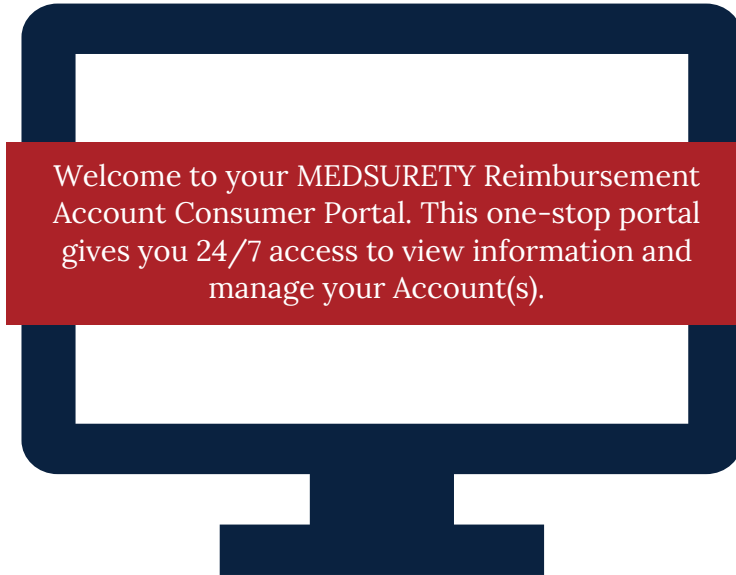 Welcome to your MEDSURETY Reimbursement
Account Consumer Portal. This one-stop portal
gives you 24/7 access to view information and
manage your Account(s).